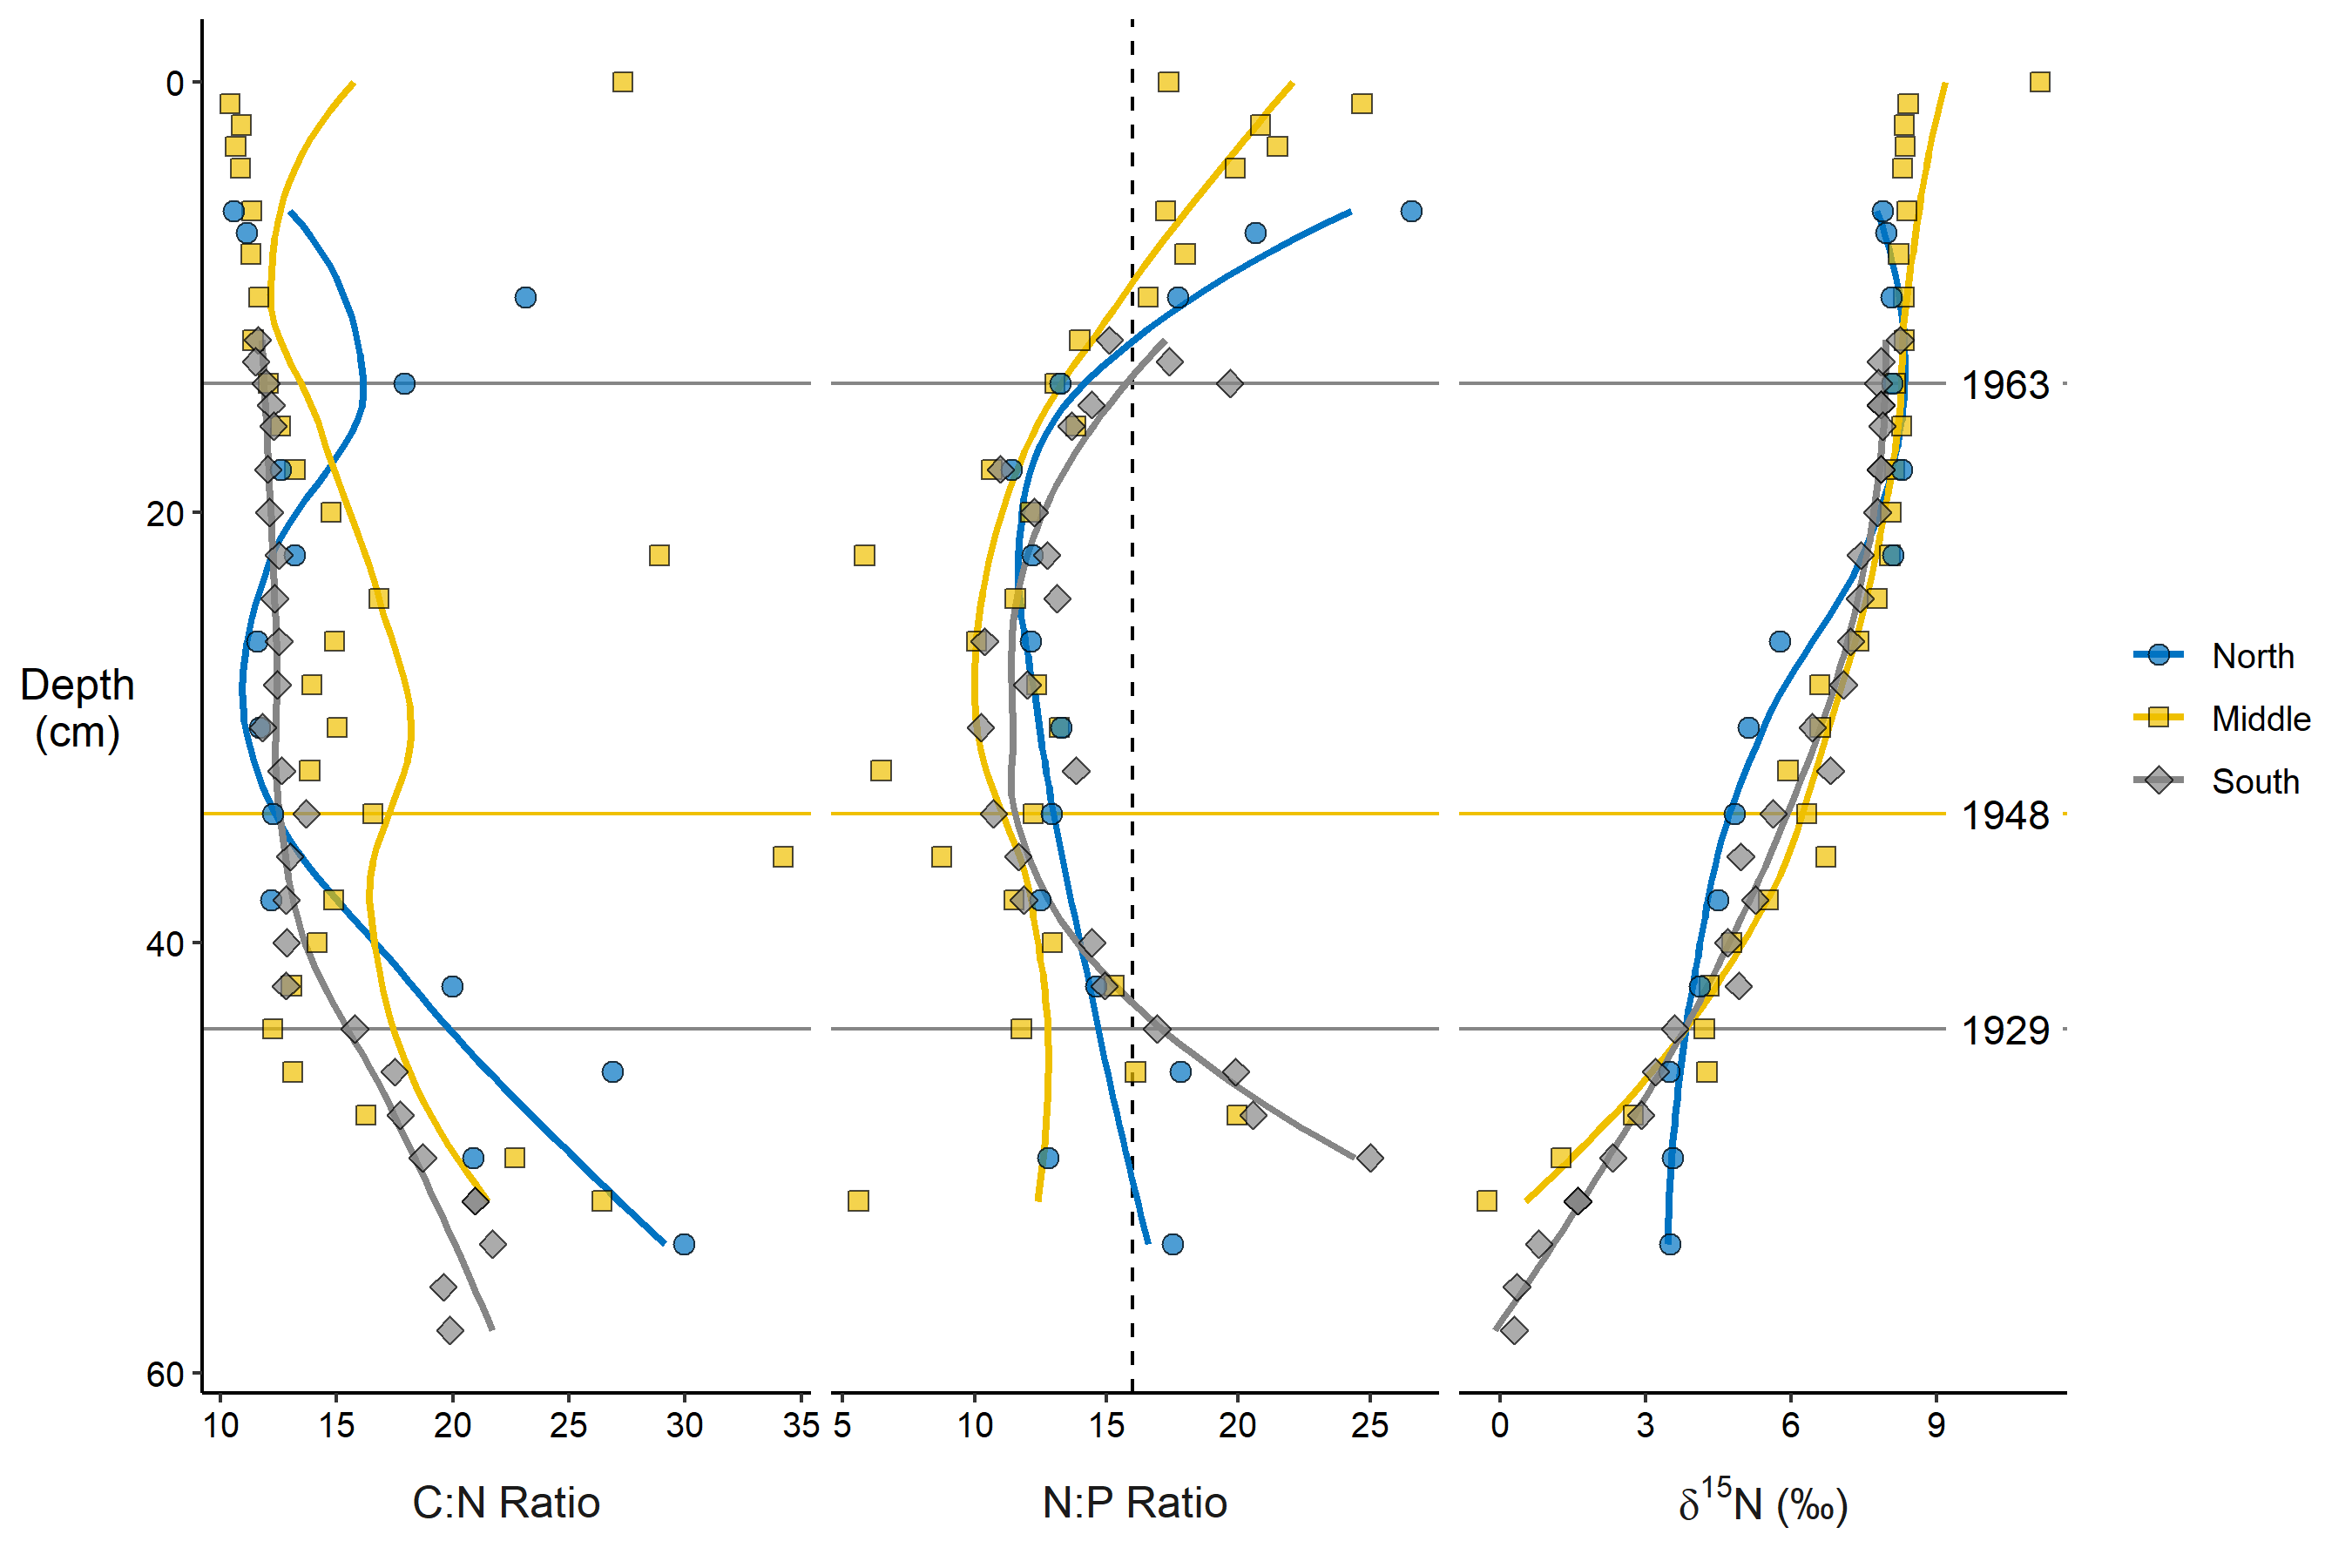 0
20
40
60
Depth
(cm)
1963
1948
1929
10 15 20 25 30 35
5 10 15 20 25
0 3 6 9
C:N Ratio
N:P Ratio
δ¹⁵N (‰)
North
Middle
South